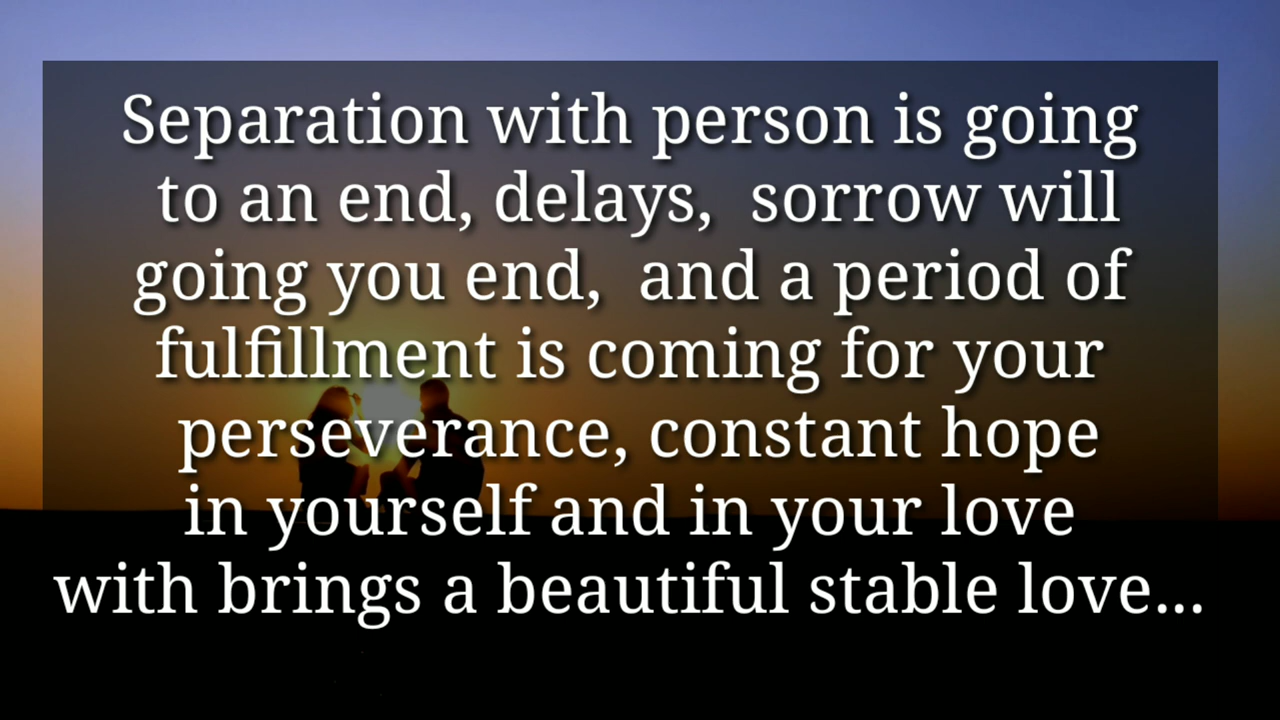 Separation with person is going
to an end, delays,  sorrow will
going you end,  and a period of
fulfillment is coming for your
perseverance, constant hope
in yourself and in your love
with brings a beautiful stable love...